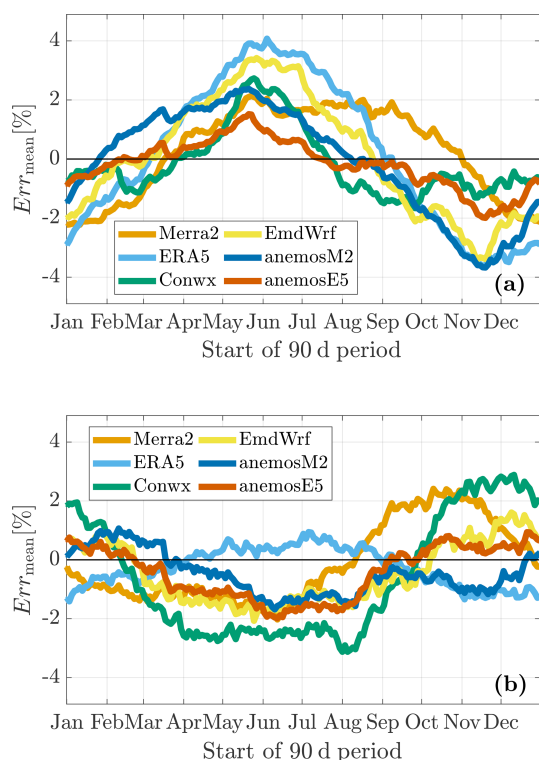 4
2
0
-2
-4
Err_mean [%]
Merra2 EmdWrf
ERA5 anemosM2
Conwx anemosE5
(a)
Jan Feb Mar Apr May Jun Jul Aug Sep Oct Nov Dec
Start of 90 d period
Merra2 EmdWrf
ERA5 anemosM2
Conwx anemosE5
4
2
0
-2
-4
Err_mean [%]
(b)
Jan Feb Mar Apr May Jun Jul Aug Sep Oct Nov Dec
Start of 90 d period